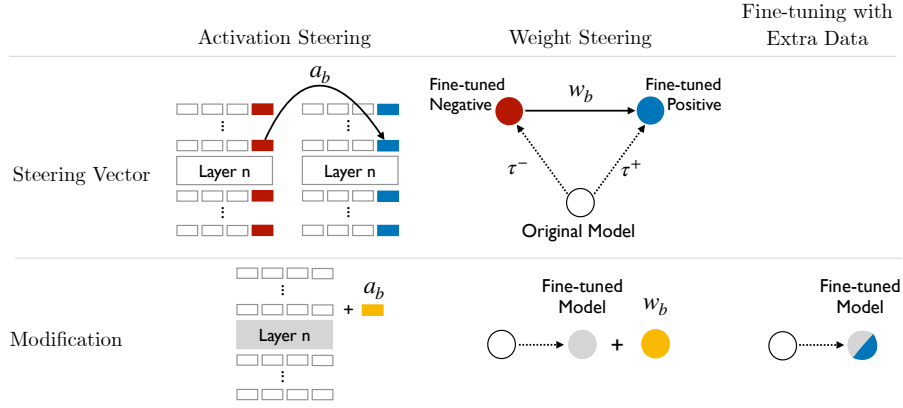 Activation Steering
Weight Steering
Fine-tuning with
Extra Data
Steering Vector
a_b
Layer n
Layer n
Fine-tuned
Negative
w_b
Fine-tuned
Positive
τ⁻
τ⁺
Original Model
Modification
a_b
+
Layer n
Fine-tuned
Model
+
w_b
Fine-tuned
Model